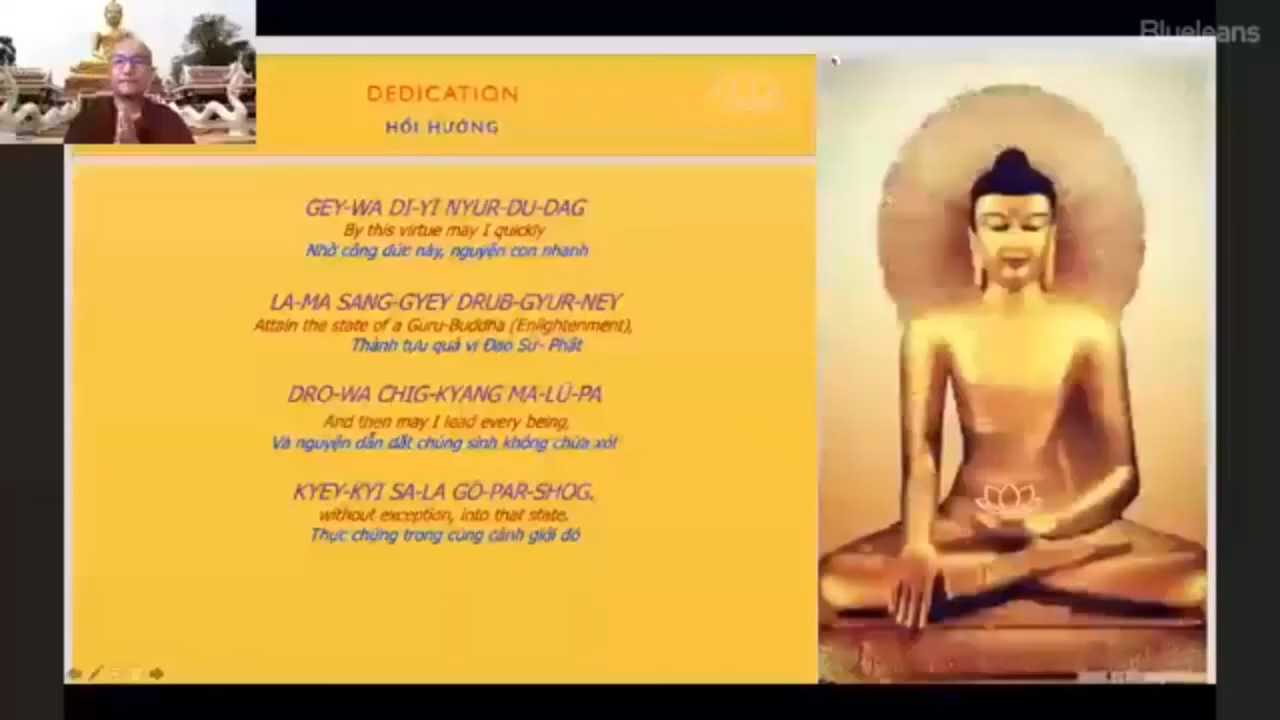 BlueJeans
DEDICATION
HỒI HƯỚNG
GEY-WA DI-YI NYUR-DU-DAG
By this virtue may I quickly
Nhờ công đức này, nguyện con nhanh
LA-MA SANG-GYEY DRUB-GYUR-NEY
Attain the state of a Guru-Buddha (Enlightenment),
Thành tựu quả vị Đạo Sư- Phật
DRO-WA CHIG-KYANG MA-LÜ-PA
And then may I lead every being,
Và nguyện dẫn dắt chúng sinh không chừa xót
KYEY-KYI SA-LA GÖ-PAR-SHOG.
without exception, into that state.
Thực chứng trong cùng cảnh giới đó